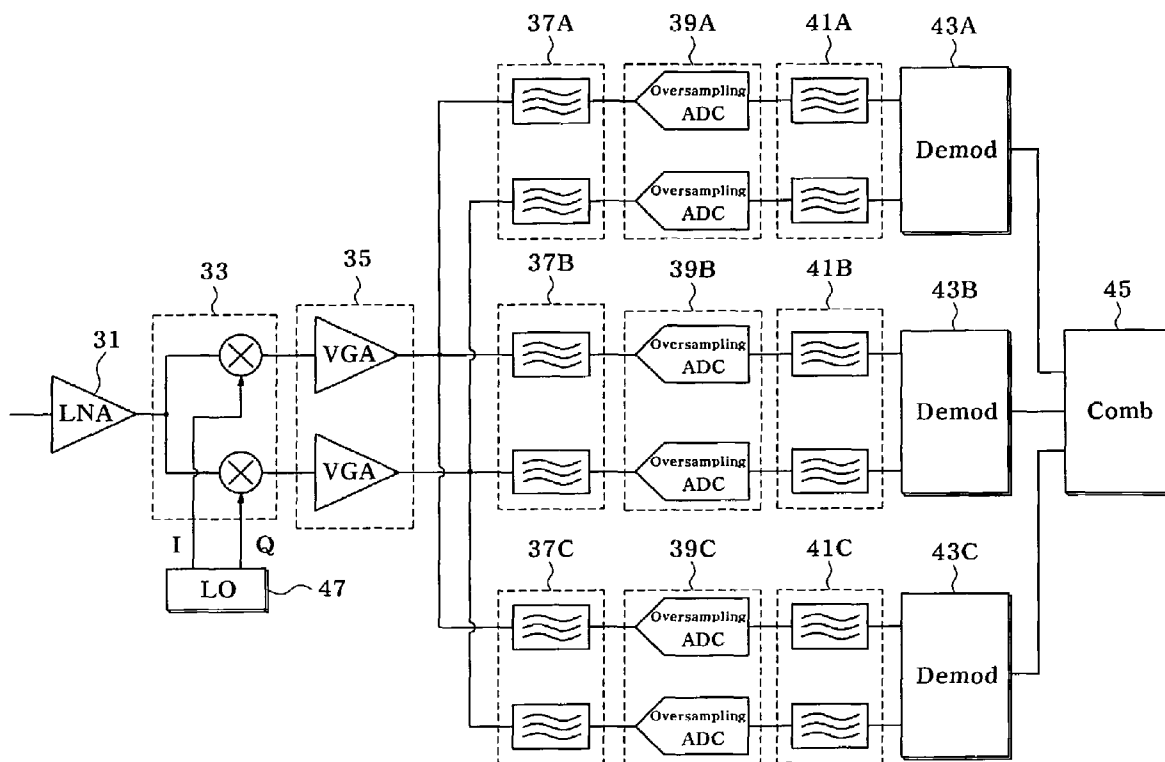 37A
39A
41A
43A
Oversampling
ADC
Demod
Oversampling
ADC
33
35
37B
39B
41B
43B
45
31
LNA
VGA
Oversampling
ADC
Demod
Comb
VGA
Oversampling
ADC
I
Q
LO
47
37C
39C
41C
43C
Oversampling
ADC
Demod
Oversampling
ADC